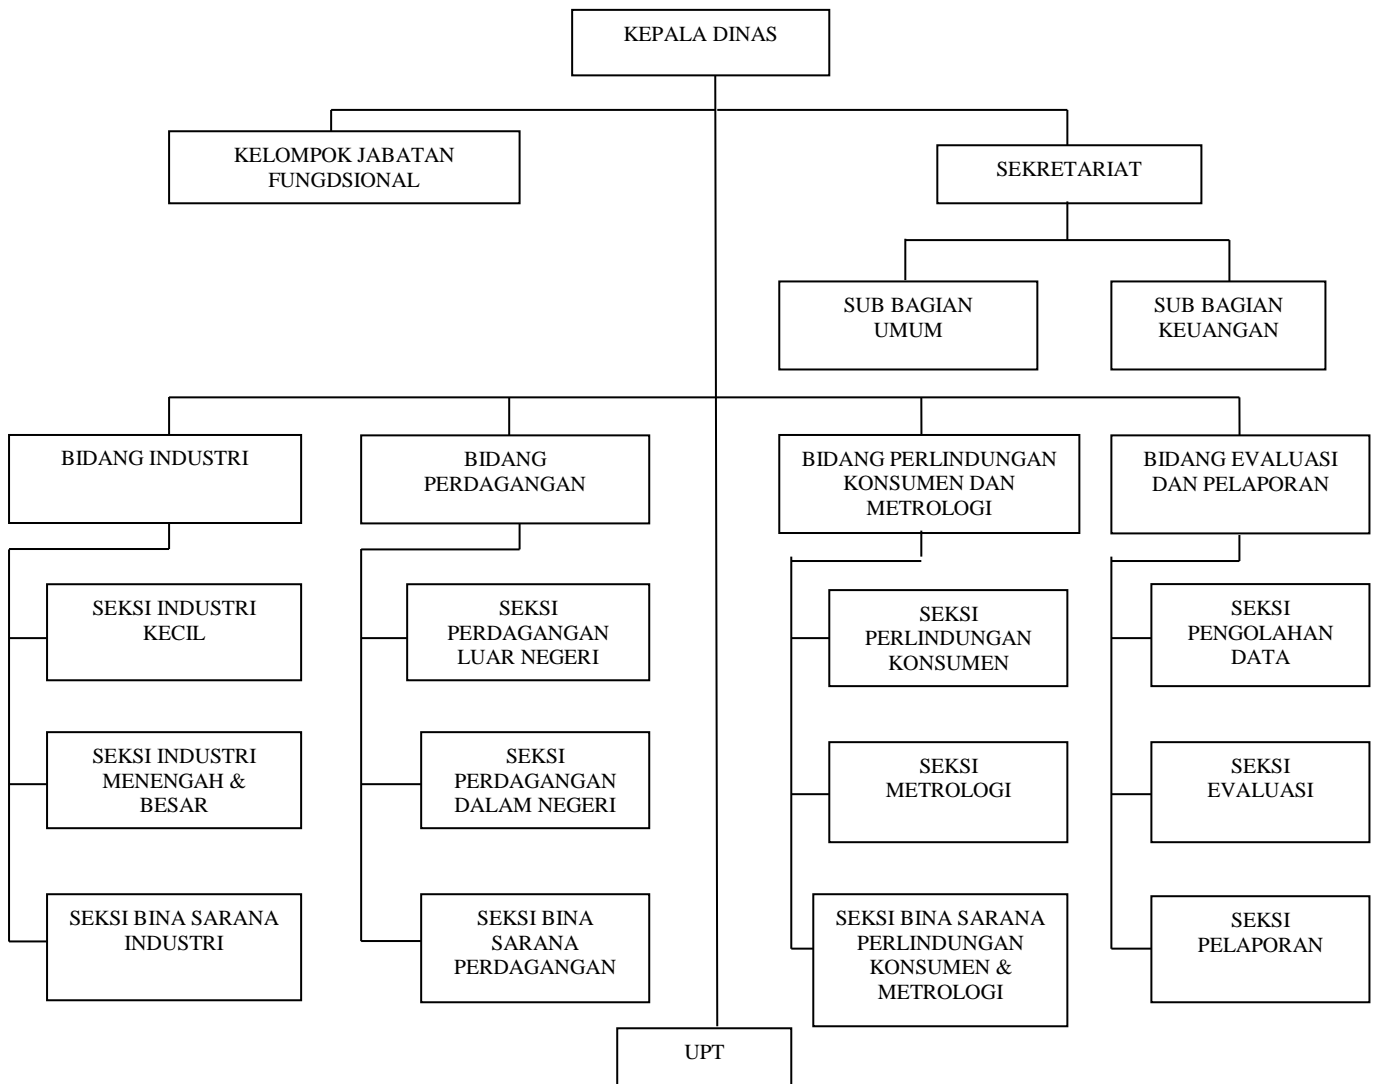 KEPALA DINAS
KELOMPOK JABATAN
FUNGDSIONAL
SEKRETARIAT
SUB BAGIAN
UMUM
SUB BAGIAN
KEUANGAN
BIDANG INDUSTRI
BIDANG
PERDAGANGAN
BIDANG PERLINDUNGAN
KONSUMEN DAN
METROLOGI
BIDANG EVALUASI
DAN PELAPORAN
SEKSI INDUSTRI
KECIL
SEKSI
PERDAGANGAN
LUAR NEGERI
SEKSI
PERLINDUNGAN
KONSUMEN
SEKSI
PENGOLAHAN
DATA
SEKSI INDUSTRI
MENENGAH &
BESAR
SEKSI
PERDAGANGAN
DALAM NEGERI
SEKSI
METROLOGI
SEKSI
EVALUASI
SEKSI BINA SARANA
INDUSTRI
SEKSI BINA
SARANA
PERDAGANGAN
SEKSI BINA SARANA
PERLINDUNGAN
KONSUMEN &
METROLOGI
SEKSI
PELAPORAN
UPT